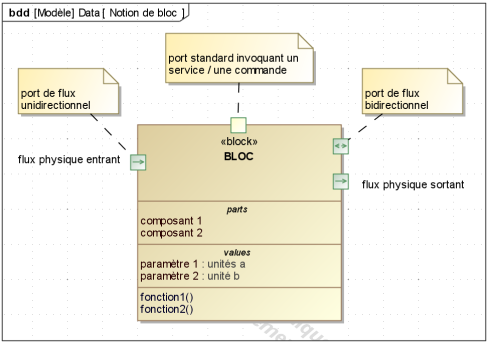 bdd [Modèle] Data [ Notion de bloc ]
port standard invoquant un
service / une commande
port de flux
unidirectionnel
port de flux
bidirectionnel
«block»
BLOC
flux physique entrant
flux physique sortant
parts
composant 1
composant 2
values
paramètre 1 : unités a
paramètre 2 : unité b
fonction1()
fonction2()